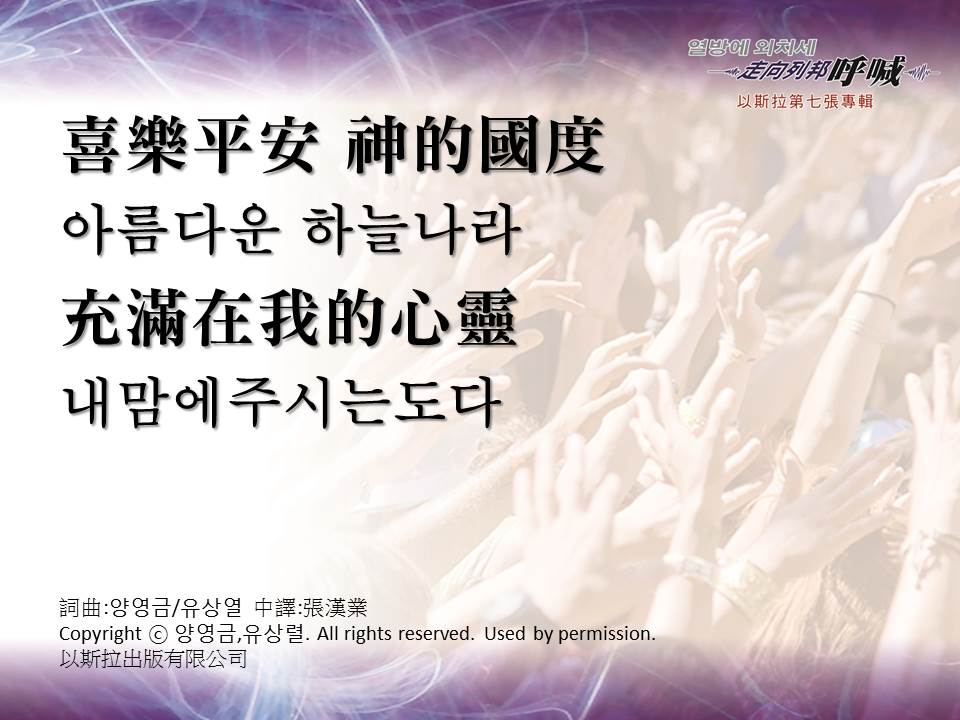 열방에 외치세
走向列邦呼喊
以斯拉第七張專輯
喜樂平安 神的國度
아름다운 하늘나라
充滿在我的心靈
내맘에주시는도다
詞曲:양영금/유상열 中譯:張漢業
Copyright ⓒ 양영금,유상렬. All rights reserved. Used by permission.
以斯拉出版有限公司